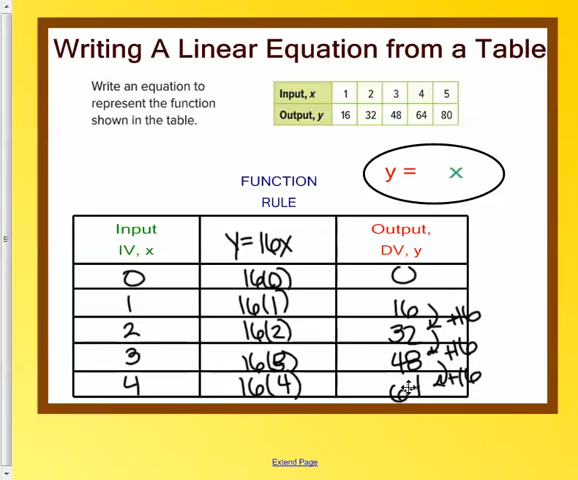 Writing A Linear Equation from a Table
Write an equation to
represent the function
shown in the table.
Input, x 1 2 3 4 5
Output, y 16 32 48 64 80
y = x
FUNCTION
RULE
Input
IV, x
Y=16x
Output,
DV, y
0 16(0) 0
1 16(1) 16
+16
2 16(2) 32
+16
3 16(3) 48
+16
4 16(4) 64
Extend Page